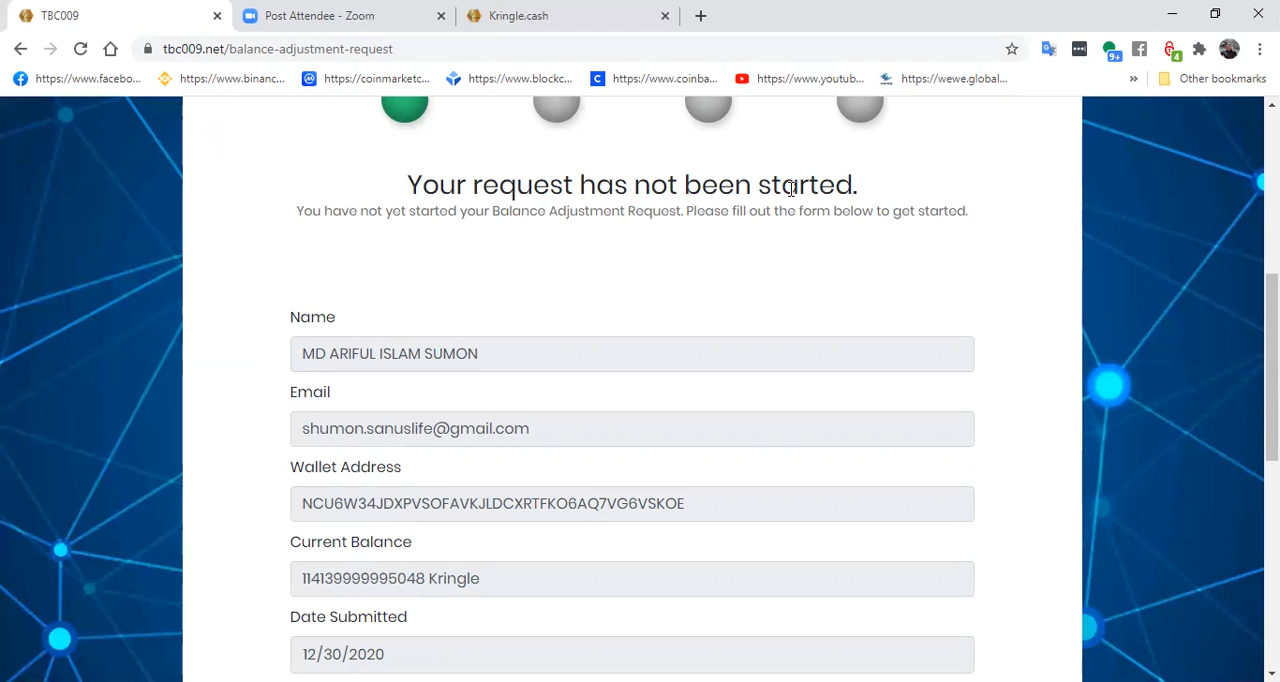 TBC009
Post Attendee - Zoom
Kringle.cash
tbc009.net/balance-adjustment-request
9+
4
https://www.facebo...
https://www.binanc...
https://coinmarketc...
https://www.blockc...
C
https://www.coinba...
https://www.youtub...
https://wewe.global...
»
Other bookmarks
Your request has not been started.
You have not yet started your Balance Adjustment Request. Please fill out the form below to get started.
Name
MD ARIFUL ISLAM SUMON
Email
shumon.sanuslife@gmail.com
Wallet Address
NCU6W34JDXPVSOFAVKJLDCXRTFKO6AQ7VG6VSKOE
Current Balance
114139999995048 Kringle
Date Submitted
12/30/2020